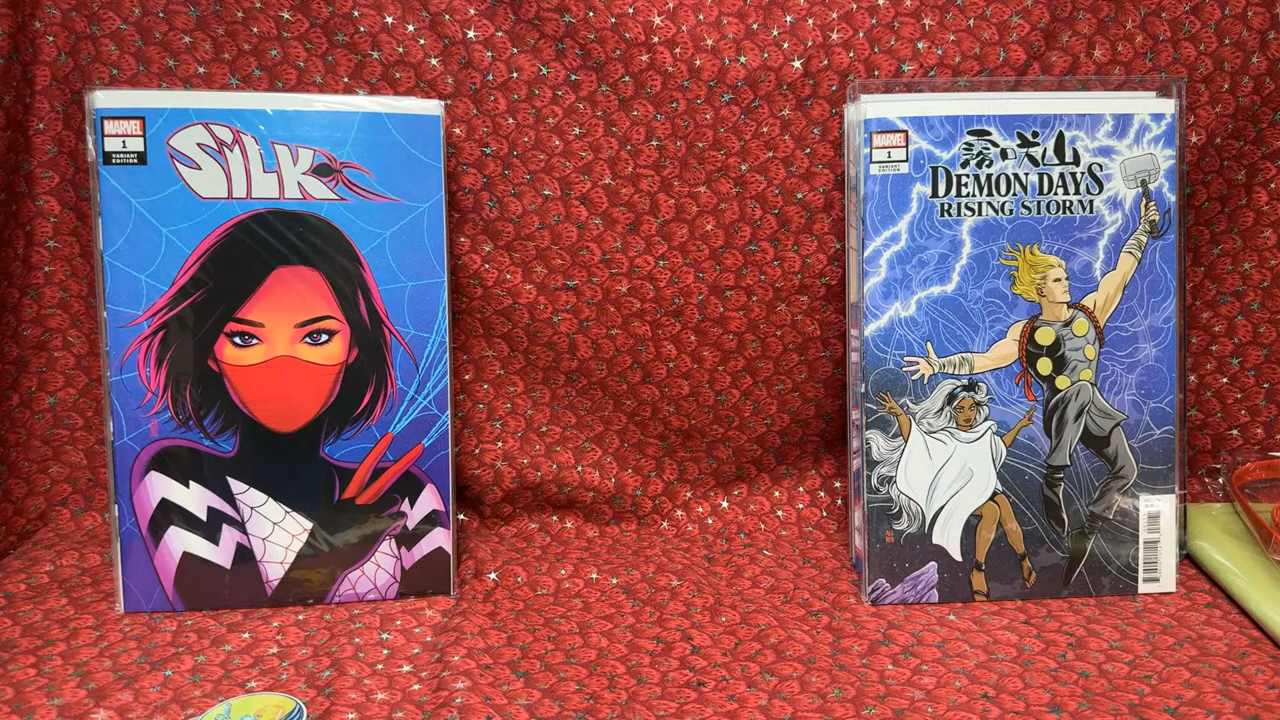 MARVEL
1
VARIANT
EDITION
SiLK
MARVEL
1
VARIANT
EDITION
霧咲山
DEMON DAYS
RISING STORM